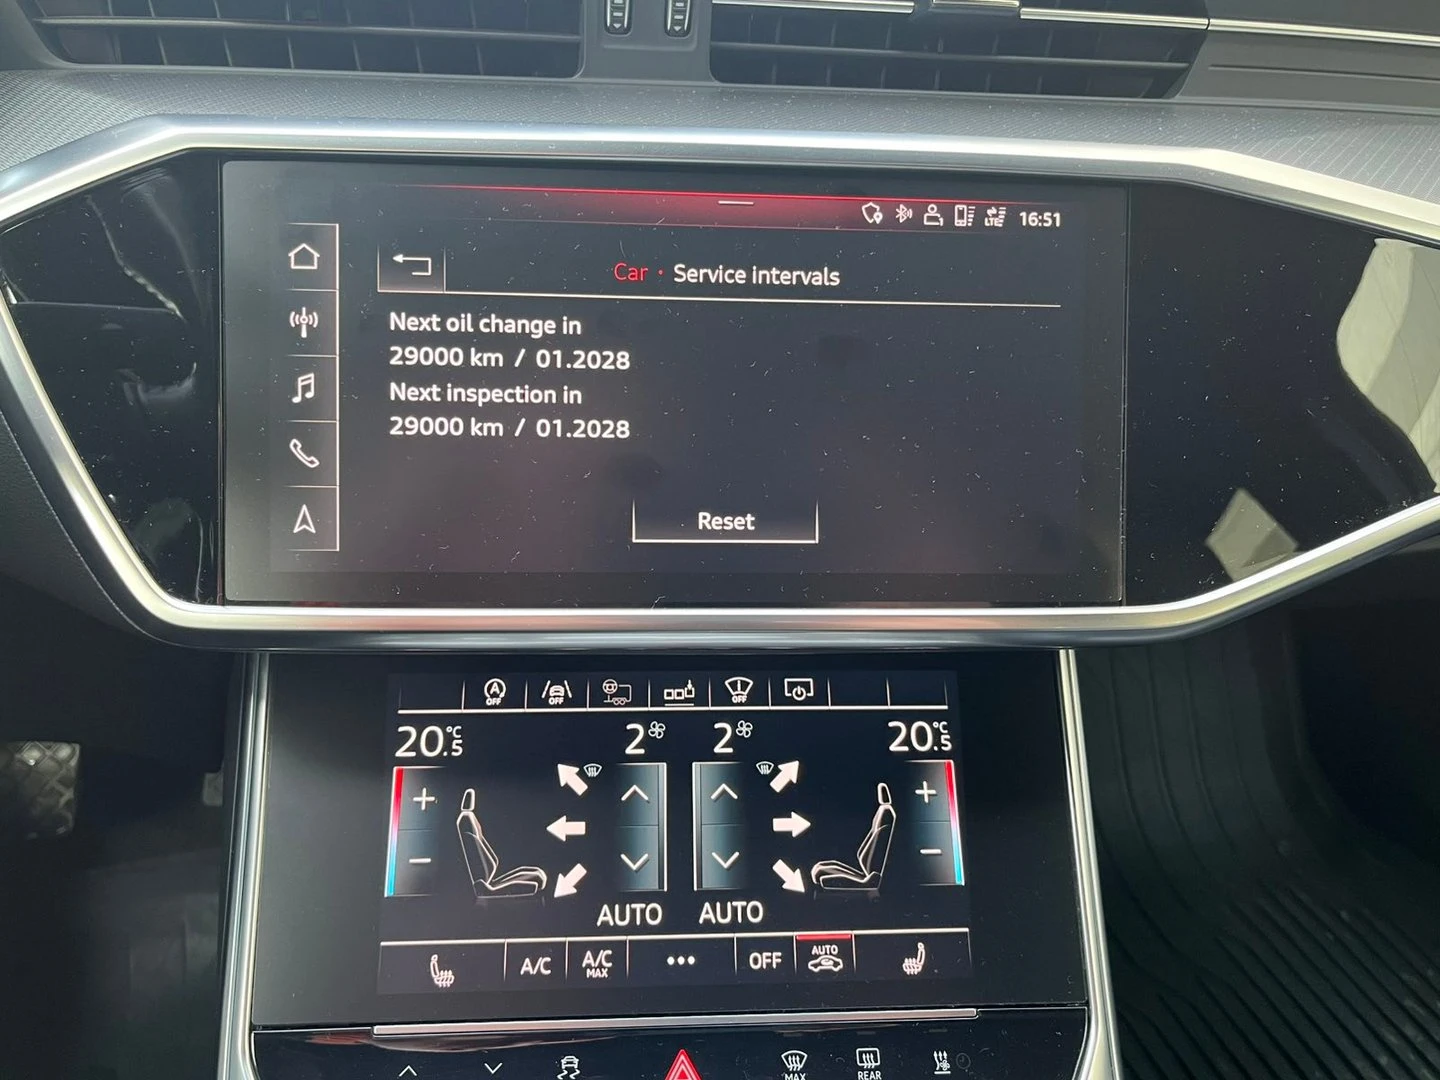 LTE 16:51
Car · Service intervals
Next oil change in
29000 km / 01.2028
Next inspection in
29000 km / 01.2028
Reset
A OFF OFF OFF
20.5°C 2 2 20.5°C
AUTO AUTO
A/C A/C MAX ••• OFF AUTO
MAX REAR